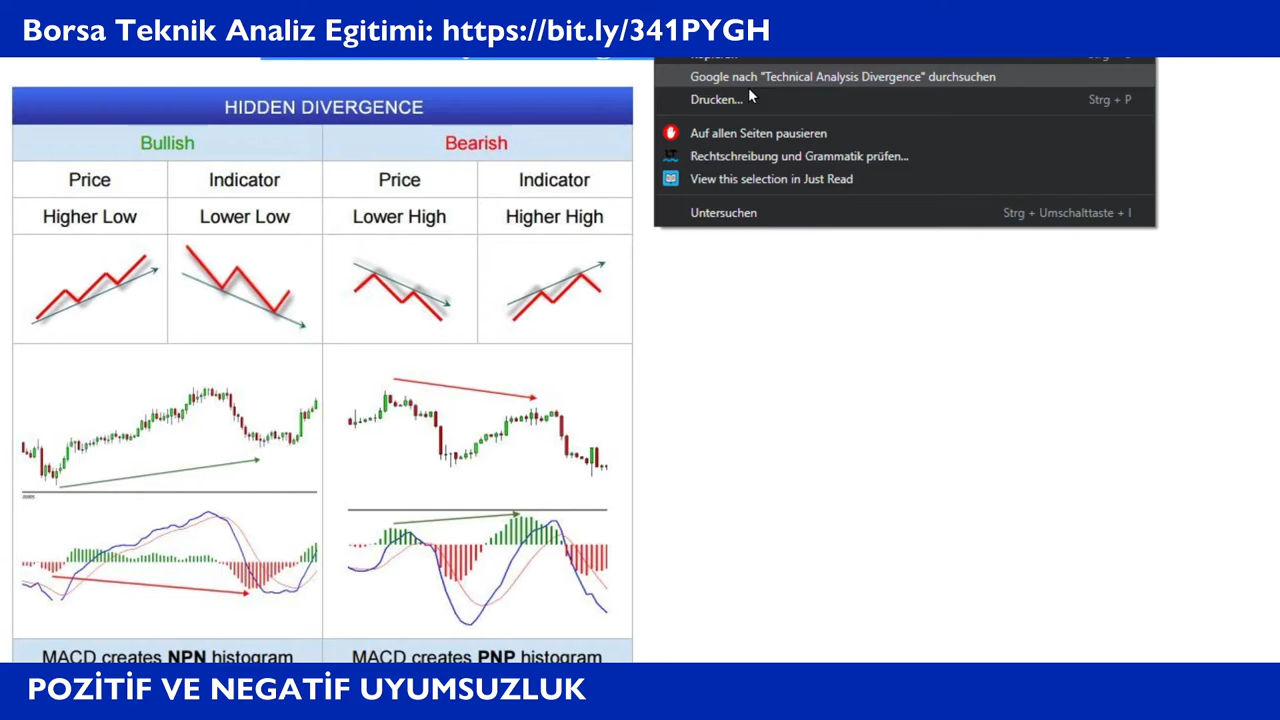 Borsa Teknik Analiz Egitimi: https://bit.ly/341PYGH
Google nach "Technical Analysis Divergence" durchsuchen
Drucken... Strg + P
Auf allen Seiten pausieren
Rechtschreibung und Grammatik prüfen...
View this selection in Just Read
Untersuchen Strg + Umschalttaste + I
HIDDEN DIVERGENCE
Bullish Bearish
Price Indicator Price Indicator
Higher Low Lower Low Lower High Higher High
MACD creates NPN histogram MACD creates PNP histogram
POZİTİF VE NEGATİF UYUMSUZLUK